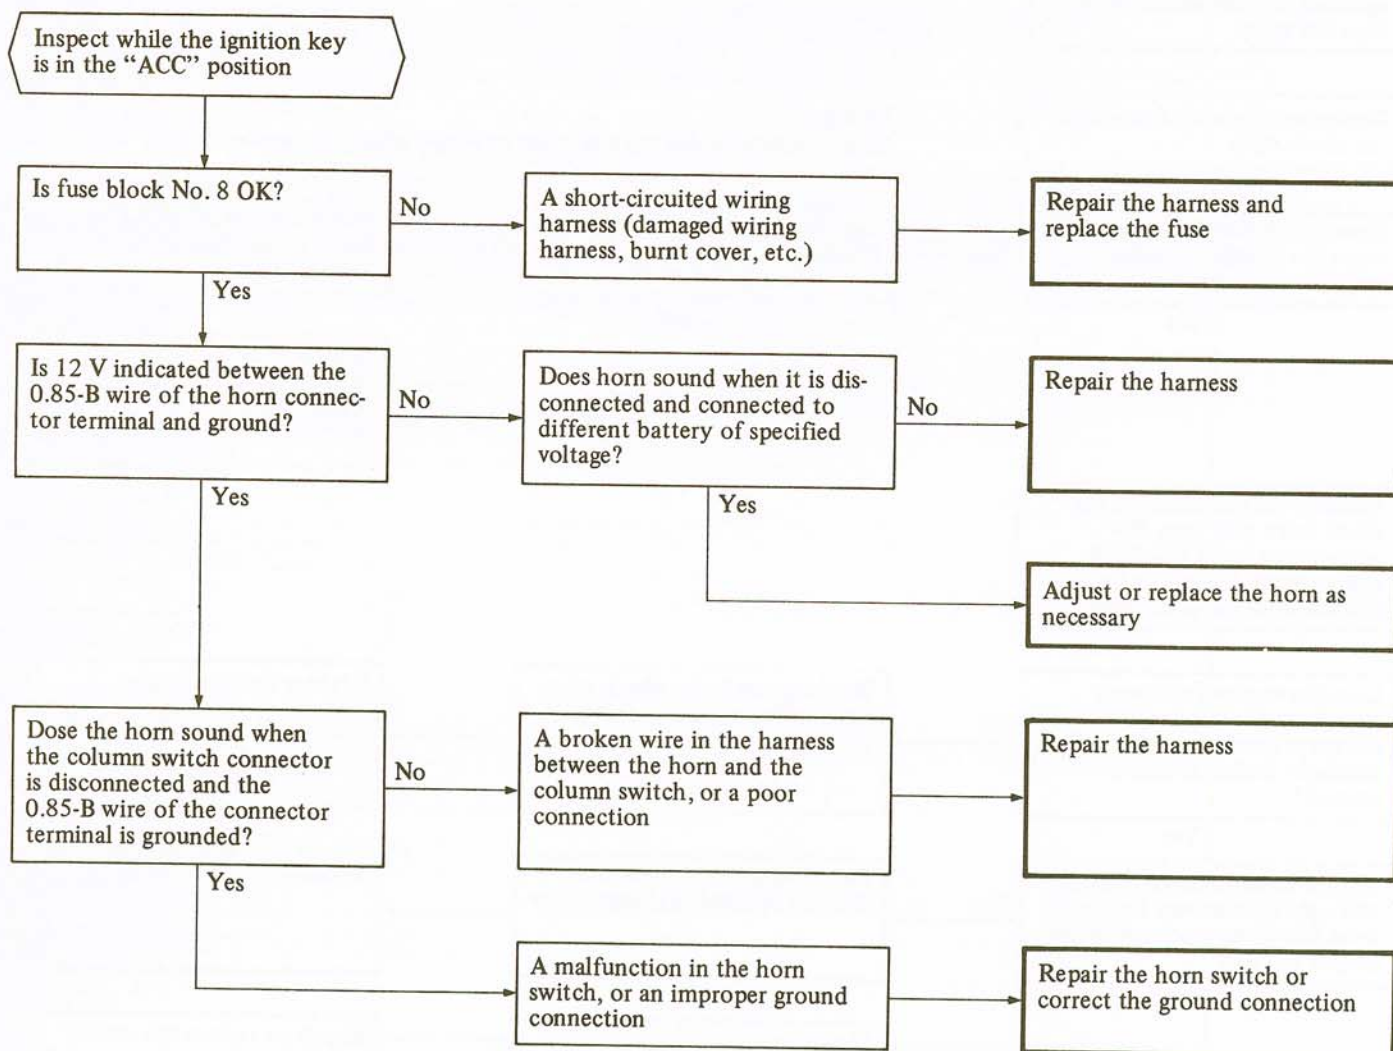 Inspect while the ignition key
is in the “ACC” position
Is fuse block No. 8 OK?
No
A short-circuited wiring
harness (damaged wiring
harness, burnt cover, etc.)
Repair the harness and
replace the fuse
Yes
Is 12 V indicated between the
0.85-B wire of the horn connec-
tor terminal and ground?
No
Does horn sound when it is dis-
connected and connected to
different battery of specified
voltage?
No
Repair the harness
Yes
Yes
Adjust or replace the horn as
necessary
Dose the horn sound when
the column switch connector
is disconnected and the
0.85-B wire of the connector
terminal is grounded?
No
A broken wire in the harness
between the horn and the
column switch, or a poor
connection
Repair the harness
Yes
A malfunction in the horn
switch, or an improper ground
connection
Repair the horn switch or
correct the ground connection